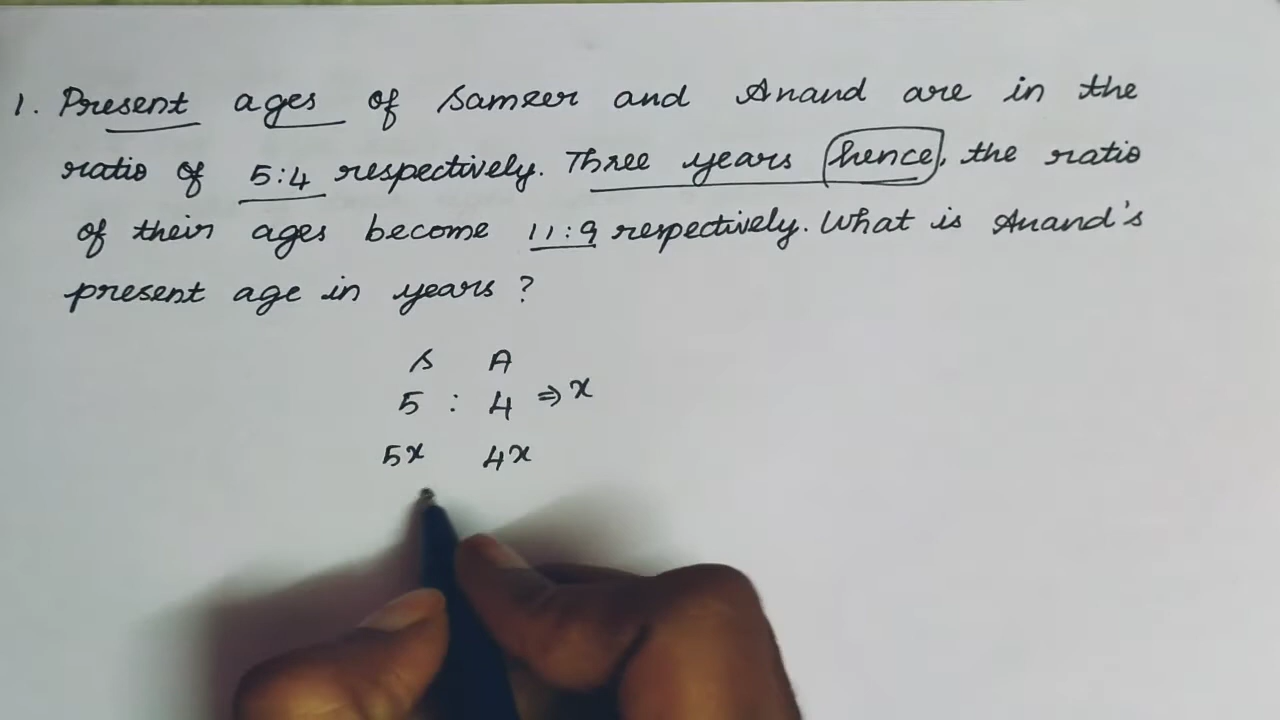 1. Present ages of Sameer and Anand are in the
ratio of 5:4 respectively. Three years hence, the ratio
of their ages become 11:9 respectively. What is Anand's
present age in years ?
S A
5 : 4 ⇒ x
5x 4x